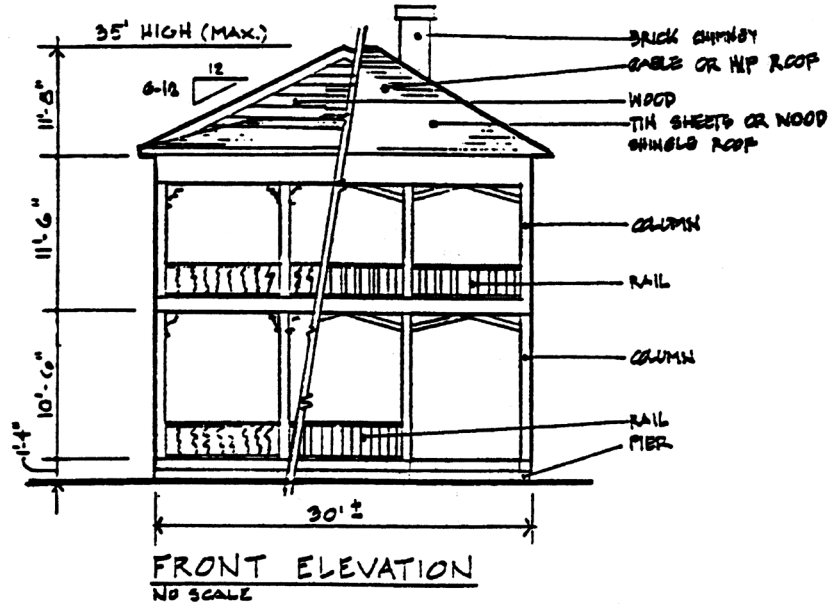 35' HIGH (MAX.)
12
6-12
11'-8"
11'-6"
10'-6"
1'-4"
BRICK CHIMNEY
GABLE OR HIP ROOF
WOOD
TIN SHEETS OR WOOD
SHINGLE ROOF
COLUMN
RAIL
COLUMN
RAIL
PIER
30' ±
FRONT ELEVATION
NO SCALE